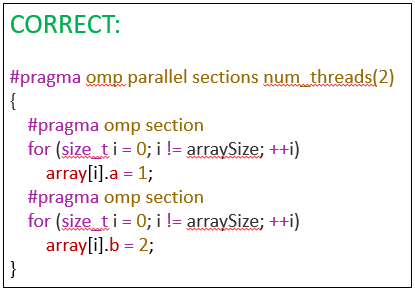 CORRECT:
#pragma omp parallel sections num_threads(2)
{
#pragma omp section
for (size_t i = 0; i != arraySize; ++i)
array[i].a = 1;
#pragma omp section
for (size_t i = 0; i != arraySize; ++i)
array[i].b = 2;
}